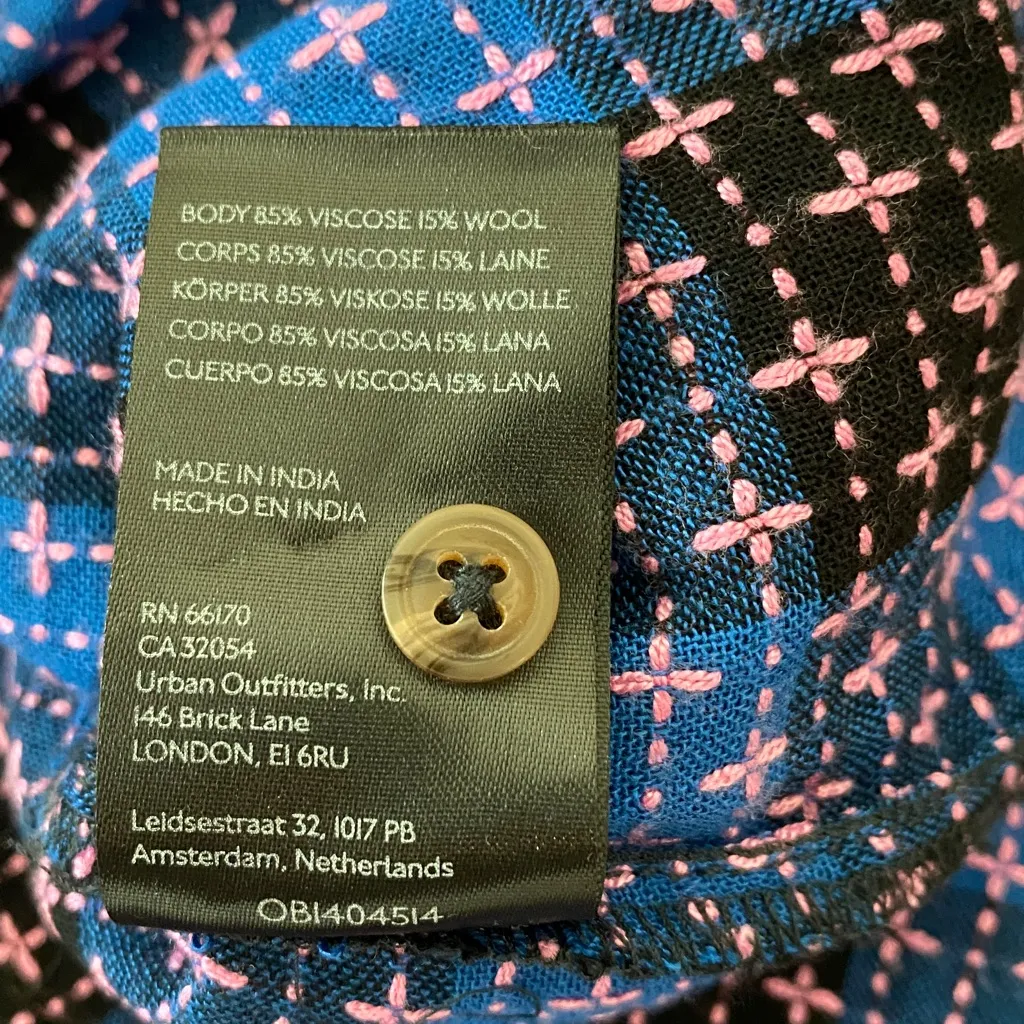 BODY 85% VISCOSE 15% WOOL
CORPS 85% VISCOSE 15% LAINE
KÖRPER 85% VISKOSE 15% WOLLE
CORPO 85% VISCOSA 15% LANA
CUERPO 85% VISCOSA 15% LANA
MADE IN INDIA
HECHO EN INDIA
RN 66170
CA 32054
Urban Outfitters, Inc.
146 Brick Lane
LONDON, E1 6RU
Leidsestraat 32, 1017 PB
Amsterdam, Netherlands
OB1404514